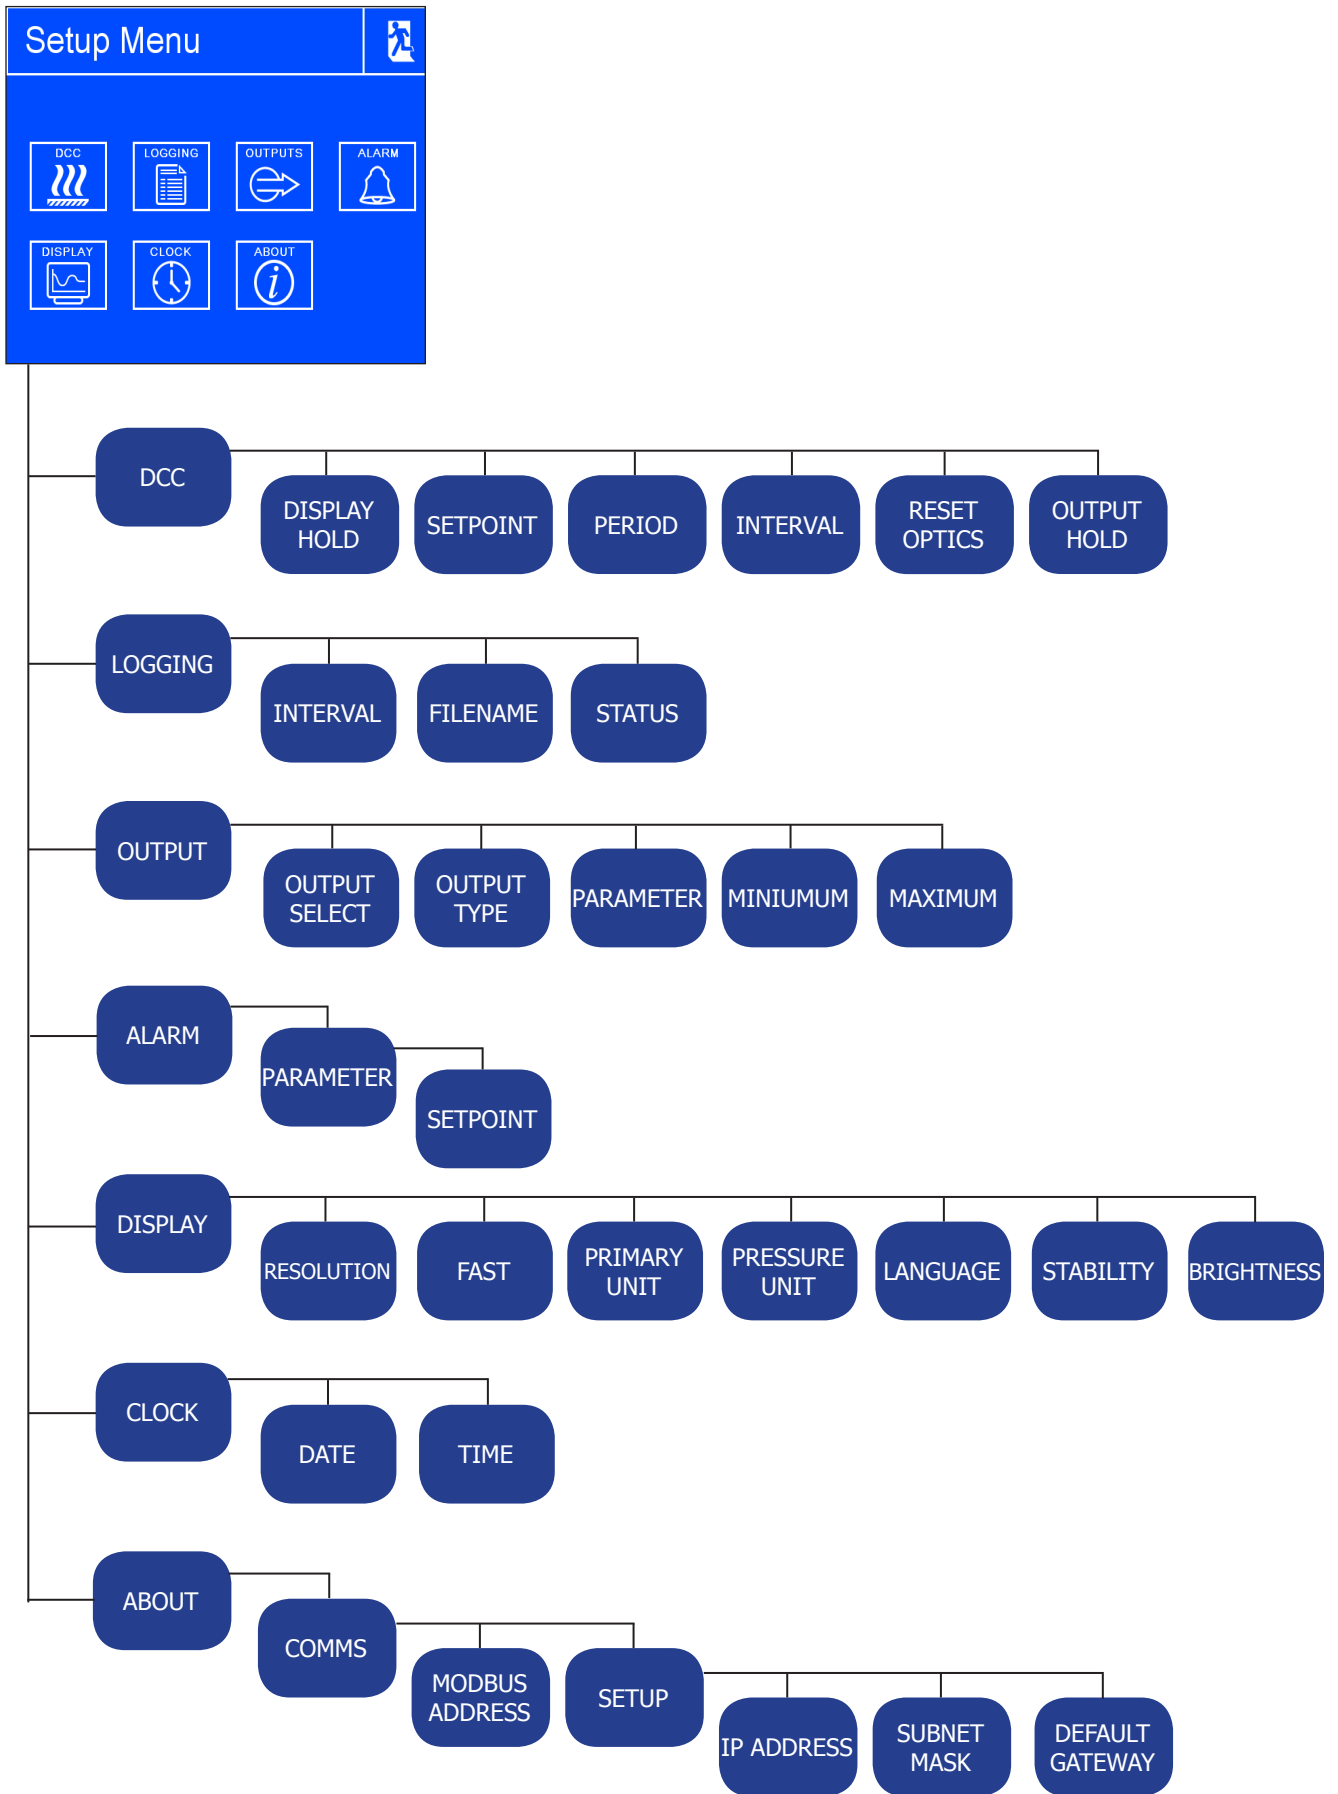 Setup Menu
DCC
LOGGING
OUTPUTS
ALARM
DISPLAY
CLOCK
ABOUT
DCC
DISPLAY
HOLD
SETPOINT
PERIOD
INTERVAL
RESET
OPTICS
OUTPUT
HOLD
LOGGING
INTERVAL
FILENAME
STATUS
OUTPUT
OUTPUT
SELECT
OUTPUT
TYPE
PARAMETER
MINIUMUM
MAXIMUM
ALARM
PARAMETER
SETPOINT
DISPLAY
RESOLUTION
FAST
PRIMARY
UNIT
PRESSURE
UNIT
LANGUAGE
STABILITY
BRIGHTNESS
CLOCK
DATE
TIME
ABOUT
COMMS
MODBUS
ADDRESS
SETUP
IP ADDRESS
SUBNET
MASK
DEFAULT
GATEWAY